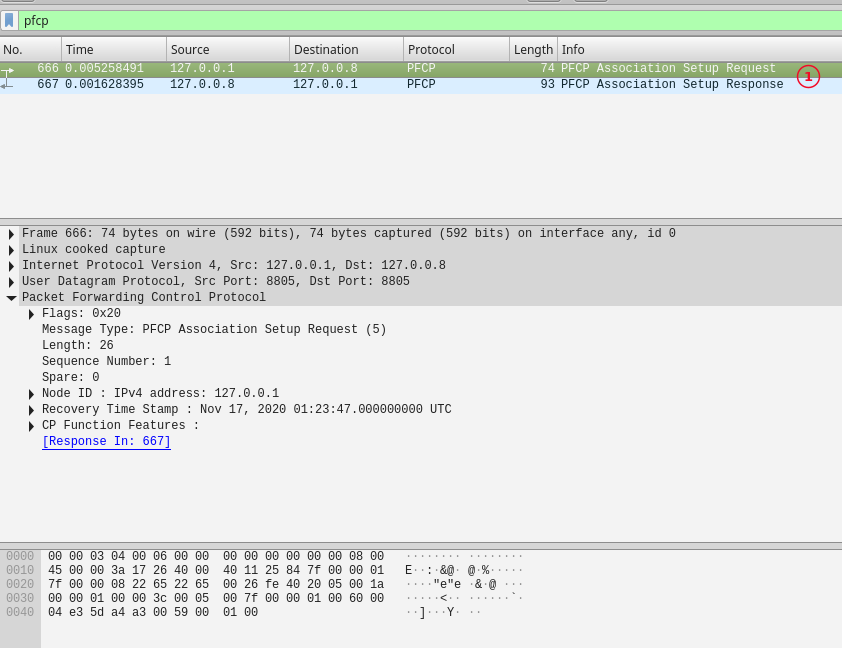 pfcp
No. Time Source Destination Protocol Length Info
666 0.005258491 127.0.0.1 127.0.0.8 PFCP 74 PFCP Association Setup Request
1
667 0.001628395 127.0.0.8 127.0.0.1 PFCP 93 PFCP Association Setup Response
Frame 666: 74 bytes on wire (592 bits), 74 bytes captured (592 bits) on interface any, id 0
Linux cooked capture
Internet Protocol Version 4, Src: 127.0.0.1, Dst: 127.0.0.8
User Datagram Protocol, Src Port: 8805, Dst Port: 8805
Packet Forwarding Control Protocol
Flags: 0x20
Message Type: PFCP Association Setup Request (5)
Length: 26
Sequence Number: 1
Spare: 0
Node ID : IPv4 address: 127.0.0.1
Recovery Time Stamp : Nov 17, 2020 01:23:47.000000000 UTC
CP Function Features :
[Response In: 667]
0000 00 00 03 04 00 06 00 00 00 00 00 00 00 00 08 00 ········ ········
0010 45 00 00 3a 17 26 40 00 40 11 25 84 7f 00 00 01 E··:·&@· @·%·····
0020 7f 00 00 08 22 65 22 65 00 26 fe 40 20 05 00 1a ····"e"e ·&·@ ···
0030 00 00 01 00 00 3c 00 05 00 7f 00 00 01 00 60 00 ·····<·· ······`·
0040 04 e3 5d a4 a3 00 59 00 01 00 ··]···Y· ··